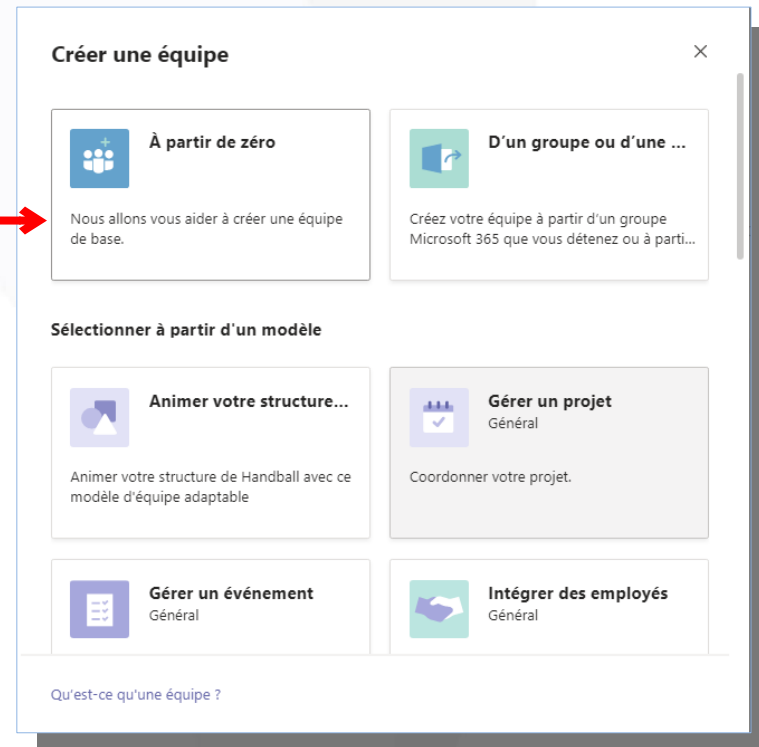 Créer une équipe
À partir de zéro
Nous allons vous aider à créer une équipe
de base.
D’un groupe ou d’une ...
Créez votre équipe à partir d’un groupe
Microsoft 365 que vous détenez ou à parti...
Sélectionner à partir d'un modèle
Animer votre structure...
Animer votre structure de Handball avec ce
modèle d'équipe adaptable
Gérer un projet
Général
Coordonner votre projet.
Gérer un événement
Général
Intégrer des employés
Général
Qu’est-ce qu’une équipe ?